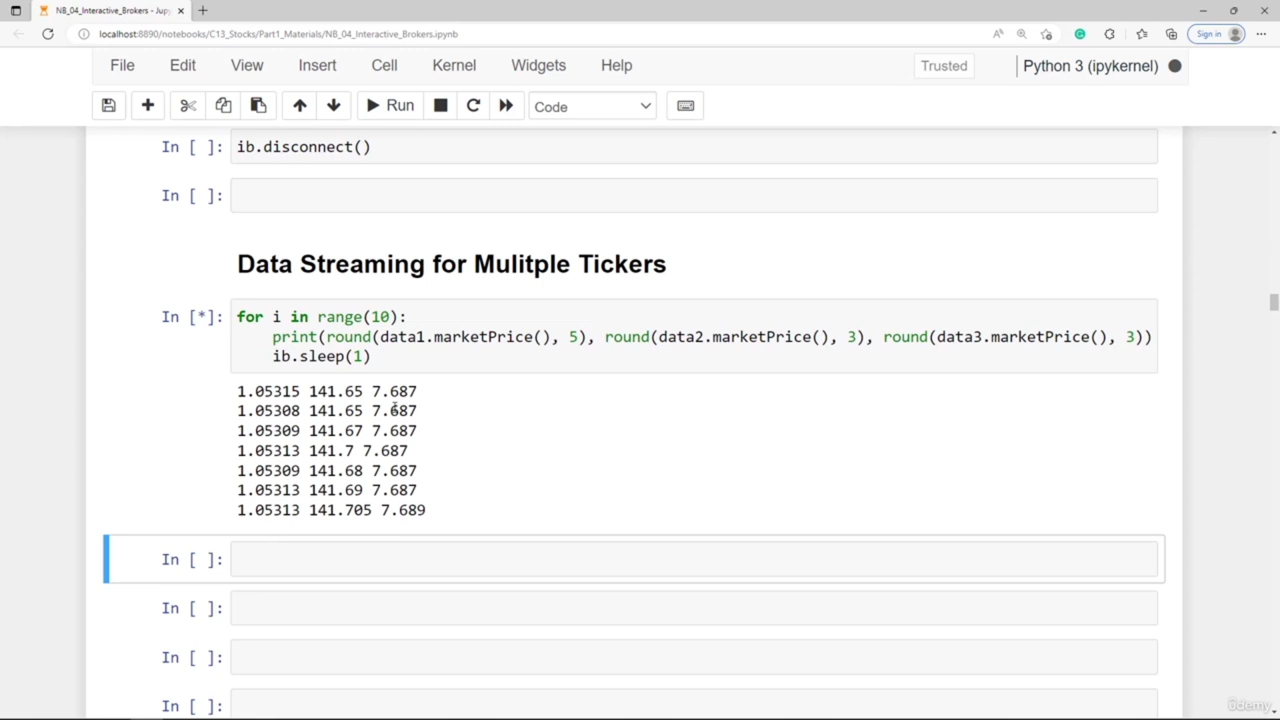 NB_04_Interactive_Brokers - Jupy
localhost:8890/notebooks/C13_Stocks/Part1_Materials/NB_04_Interactive_Brokers.ipynb
Sign in
File Edit View Insert Cell Kernel Widgets Help Trusted Python 3 (ipykernel)
Run Code
In [ ]: ib.disconnect()
In [ ]:
Data Streaming for Mulitple Tickers
In [*]: for i in range(10):
print(round(data1.marketPrice(), 5), round(data2.marketPrice(), 3), round(data3.marketPrice(), 3))
ib.sleep(1)
1.05315 141.65 7.687
1.05308 141.65 7.687
1.05309 141.67 7.687
1.05313 141.7 7.687
1.05309 141.68 7.687
1.05313 141.69 7.687
1.05313 141.705 7.689
In [ ]:
In [ ]:
In [ ]:
In [ ]:
ûdemy